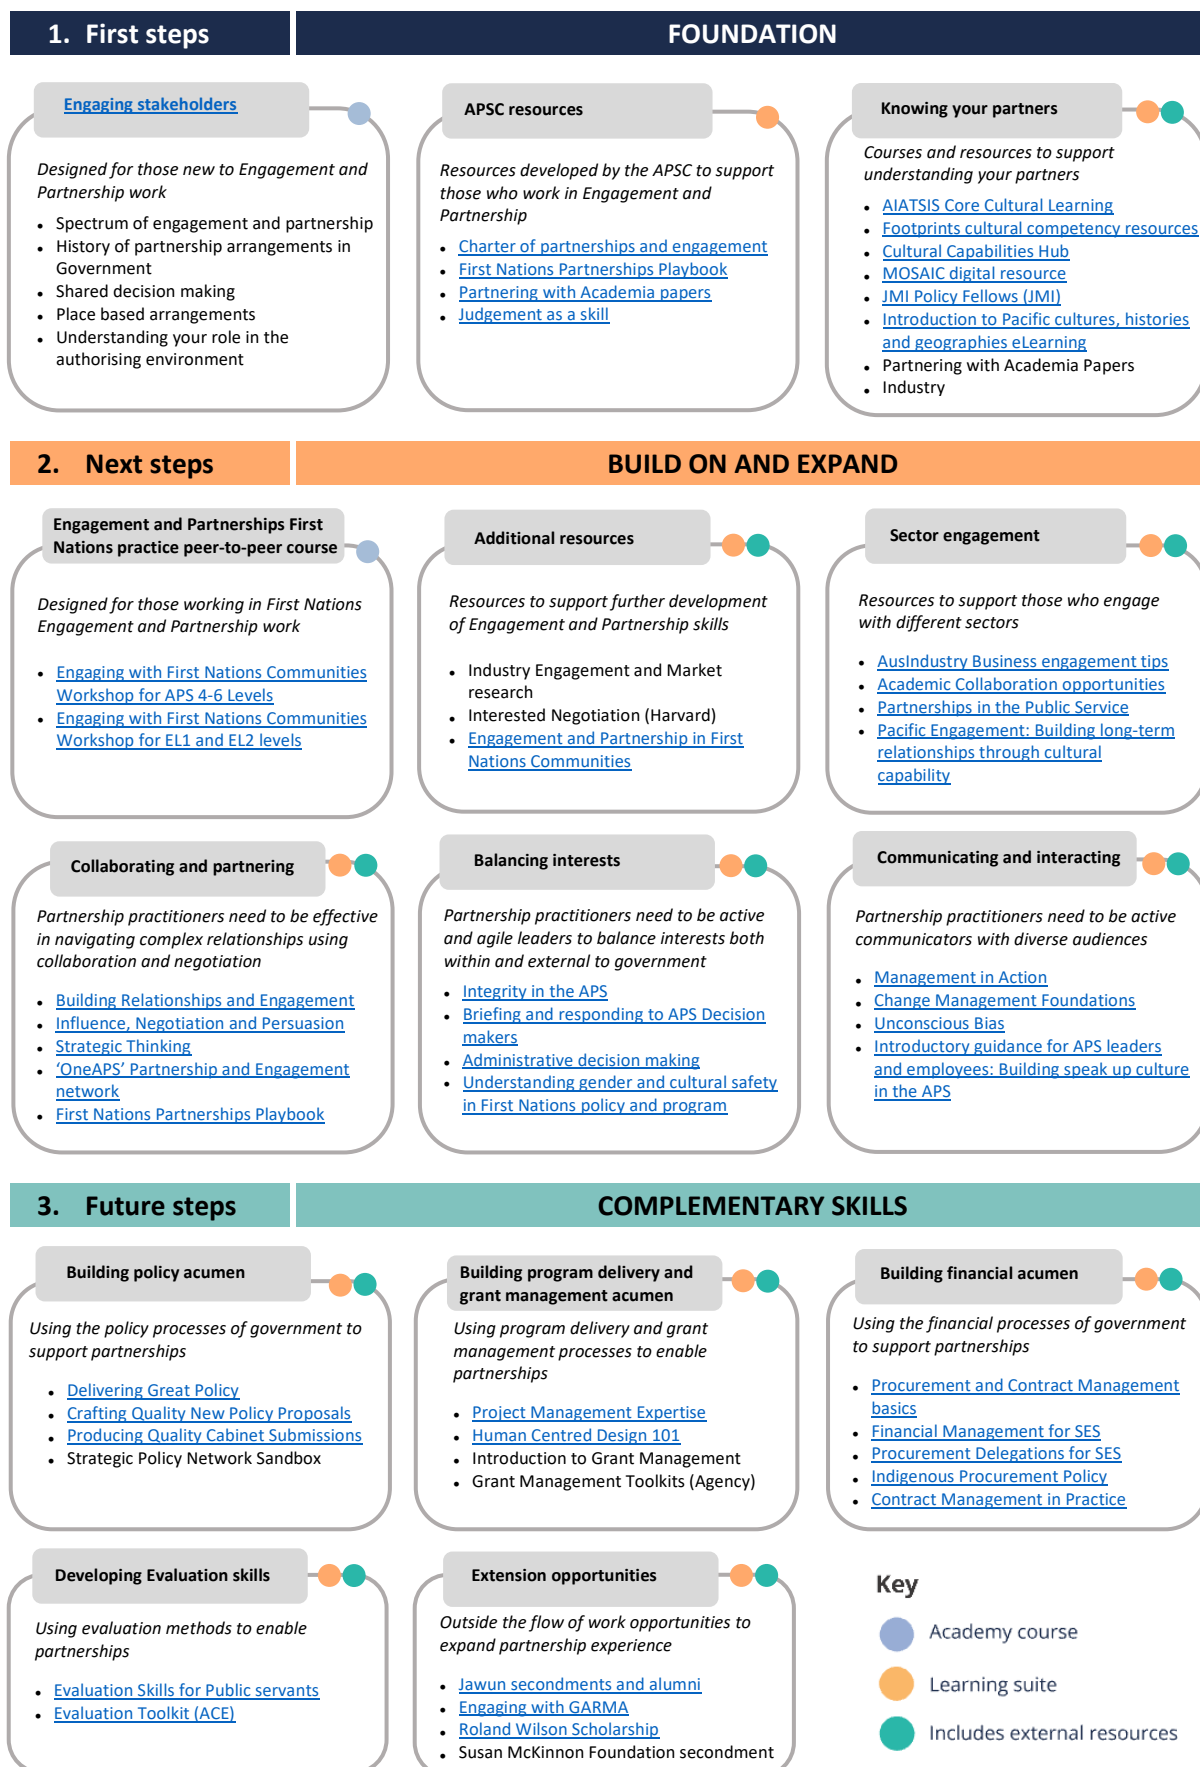 1. First steps
FOUNDATION
Engaging stakeholders
Designed for those new to Engagement and
Partnership work
• Spectrum of engagement and partnership
• History of partnership arrangements in
Government
• Shared decision making
• Place based arrangements
• Understanding your role in the
authorising environment
APSC resources
Resources developed by the APSC to support
those who work in Engagement and
Partnership
• Charter of partnerships and engagement
• First Nations Partnerships Playbook
• Partnering with Academia papers
• Judgement as a skill
Knowing your partners
Courses and resources to support
understanding your partners
• AIATSIS Core Cultural Learning
• Footprints cultural competency resources
• Cultural Capabilities Hub
• MOSAIC digital resource
• JMI Policy Fellows (JMI)
• Introduction to Pacific cultures, histories
and geographies eLearning
• Partnering with Academia Papers
• Industry
2. Next steps
BUILD ON AND EXPAND
Engagement and Partnerships First
Nations practice peer-to-peer course
Designed for those working in First Nations
Engagement and Partnership work
• Engaging with First Nations Communities
Workshop for APS 4-6 Levels
• Engaging with First Nations Communities
Workshop for EL1 and EL2 levels
Additional resources
Resources to support further development
of Engagement and Partnership skills
• Industry Engagement and Market
research
• Interested Negotiation (Harvard)
• Engagement and Partnership in First
Nations Communities
Sector engagement
Resources to support those who engage
with different sectors
• AusIndustry Business engagement tips
• Academic Collaboration opportunities
• Partnerships in the Public Service
• Pacific Engagement: Building long-term
relationships through cultural
capability
Collaborating and partnering
Partnership practitioners need to be effective
in navigating complex relationships using
collaboration and negotiation
• Building Relationships and Engagement
• Influence, Negotiation and Persuasion
• Strategic Thinking
• ‘OneAPS’ Partnership and Engagement
network
• First Nations Partnerships Playbook
Balancing interests
Partnership practitioners need to be active
and agile leaders to balance interests both
within and external to government
• Integrity in the APS
• Briefing and responding to APS Decision
makers
• Administrative decision making
• Understanding gender and cultural safety
in First Nations policy and program
Communicating and interacting
Partnership practitioners need to be active
communicators with diverse audiences
• Management in Action
• Change Management Foundations
• Unconscious Bias
• Introductory guidance for APS leaders
and employees: Building speak up culture
in the APS
3. Future steps
COMPLEMENTARY SKILLS
Building policy acumen
Using the policy processes of government to
support partnerships
• Delivering Great Policy
• Crafting Quality New Policy Proposals
• Producing Quality Cabinet Submissions
• Strategic Policy Network Sandbox
Building program delivery and
grant management acumen
Using program delivery and grant
management processes to enable
partnerships
• Project Management Expertise
• Human Centred Design 101
• Introduction to Grant Management
• Grant Management Toolkits (Agency)
Building financial acumen
Using the financial processes of government
to support partnerships
• Procurement and Contract Management
basics
• Financial Management for SES
• Procurement Delegations for SES
• Indigenous Procurement Policy
• Contract Management in Practice
Developing Evaluation skills
Using evaluation methods to enable
partnerships
• Evaluation Skills for Public servants
• Evaluation Toolkit (ACE)
Extension opportunities
Outside the flow of work opportunities to
expand partnership experience
• Jawun secondments and alumni
• Engaging with GARMA
• Roland Wilson Scholarship
• Susan McKinnon Foundation secondment
Key
Academy course
Learning suite
Includes external resources